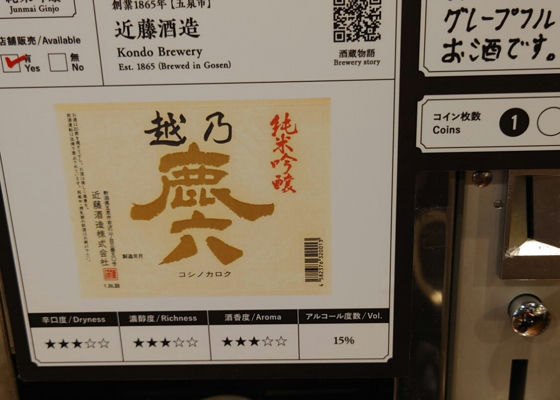 Junmai Ginjo
店舗販売/Available
有
Yes
無
No
創業1865年【五泉市】
近藤酒造
Kondo Brewery
Est. 1865 (Brewed in Gosen)
酒蔵物語
Brewery story
グレープフル
お酒です。
コイン枚数
Coins
1
越乃
鹿六
純米吟醸
コシノカロク
近藤酒造株式会社
製造年月
辛口度/Dryness
濃醇度/Richness
酒香度/Aroma
アルコール度数/Vol.
★★★☆☆
★★★☆☆
★★★☆☆
15%